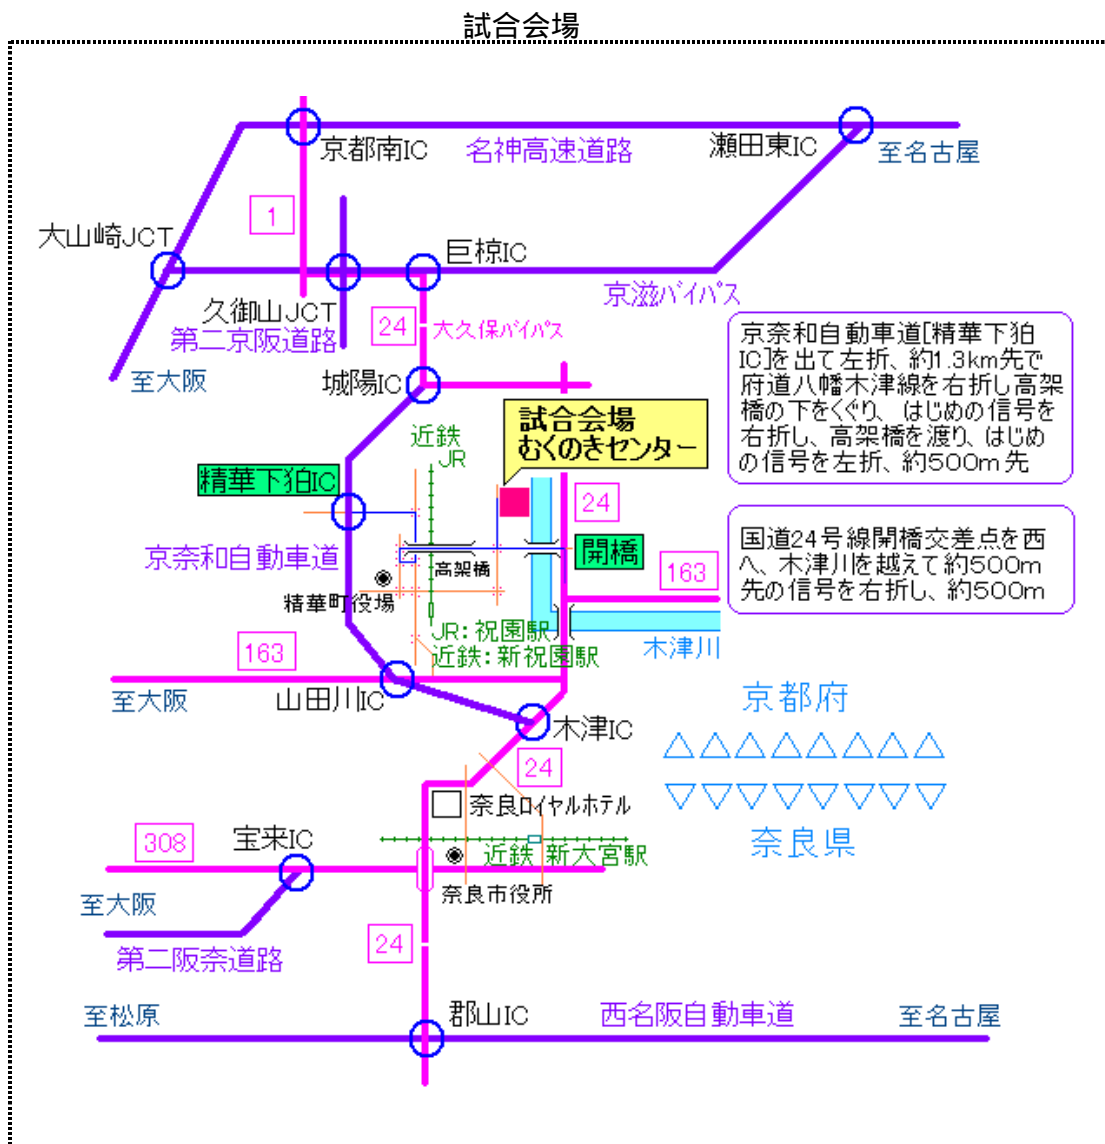 試合会場
京都南IC
名神高速道路
瀬田東IC
至名古屋
1
大山崎JCT
巨椋IC
久御山JCT
京滋バイパス
第二京阪道路
24
大久保バイパス
至大阪
城陽IC
京奈和自動車道[精華下狛
IC]を出て左折、約1.3km先で
府道八幡木津線を右折し高架
橋の下をくぐり、はじめの信号を
右折し、高架橋を渡り、はじめ
の信号を左折、約500m先
試合会場
むくのきセンター
近鉄
JR
精華下狛IC
24
京奈和自動車道
高架橋
開橋
163
国道24号線開橋交差点を西
へ、木津川を越えて約500m
先の信号を右折し、約500m
精華町役場
JR:祝園駅
近鉄:新祝園駅
木津川
163
至大阪
山田川IC
京都府
木津IC
24
奈良ロイヤルホテル
奈良県
308
宝来IC
近鉄 新大宮駅
奈良市役所
至大阪
24
第二阪奈道路
至松原
郡山IC
西名阪自動車道
至名古屋